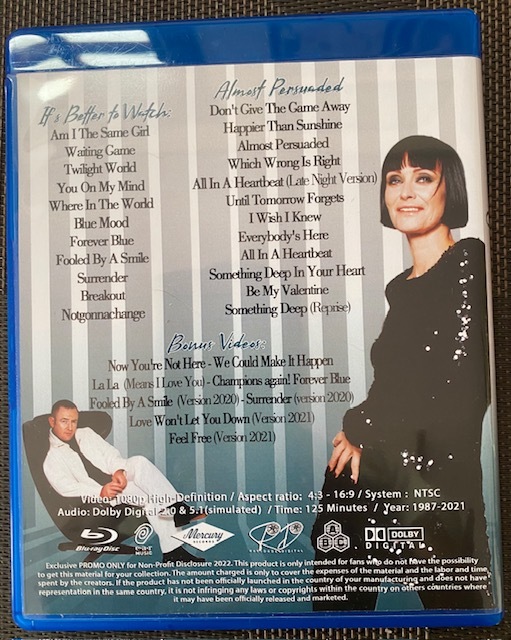 It's Better to Watch:
Am I The Same Girl
Waiting Game
Twilight World
You On My Mind
Where In The World
Blue Mood
Forever Blue
Fooled By A Smile
Surrender
Breakout
Notgonnachange
Almost Persuaded
Don't Give The Game Away
Happier Than Sunshine
Almost Persuaded
Which Wrong Is Right
All In A Heartbeat (Late Night Version)
Until Tomorrow Forgets
I Wish I Knew
Everybody's Here
All In A Heartbeat
Something Deep In Your Heart
Be My Valentine
Something Deep (Reprise)
Bonus Videos:
Now You're Not Here - We Could Make It Happen
La La (Means I Love You) - Champions again! Forever Blue
Fooled By A Smile (Version 2020) - Surrender (version 2020)
Love Won't Let You Down (Version 2021)
Feel Free (Version 2021)
Video: 1080p High-Definition / Aspect ratio: 4:3 - 16:9 / System : NTSC
Audio: Dolby Digital 2.0 & 5.1(simulated) / Time: 125 Minutes / Year: 1987-2021
Blu-ray Disc
MUSIC
Mercury
RECORDS
ABC
DOLBY
DIGITAL
Exclusive PROMO ONLY for Non-Profit Disclosure 2022. This product is only intended for fans who do not have the possibility
to get this material for your collection. The amount charged is only to cover the expenses of the material and the labor and time
spent by the creators. If the product has not been officially launched in the country of your manufacturing and does not have
representation in the same country, it is not infringing any laws or copyrights within the country on others countries where
it may have been officially released and marketed.